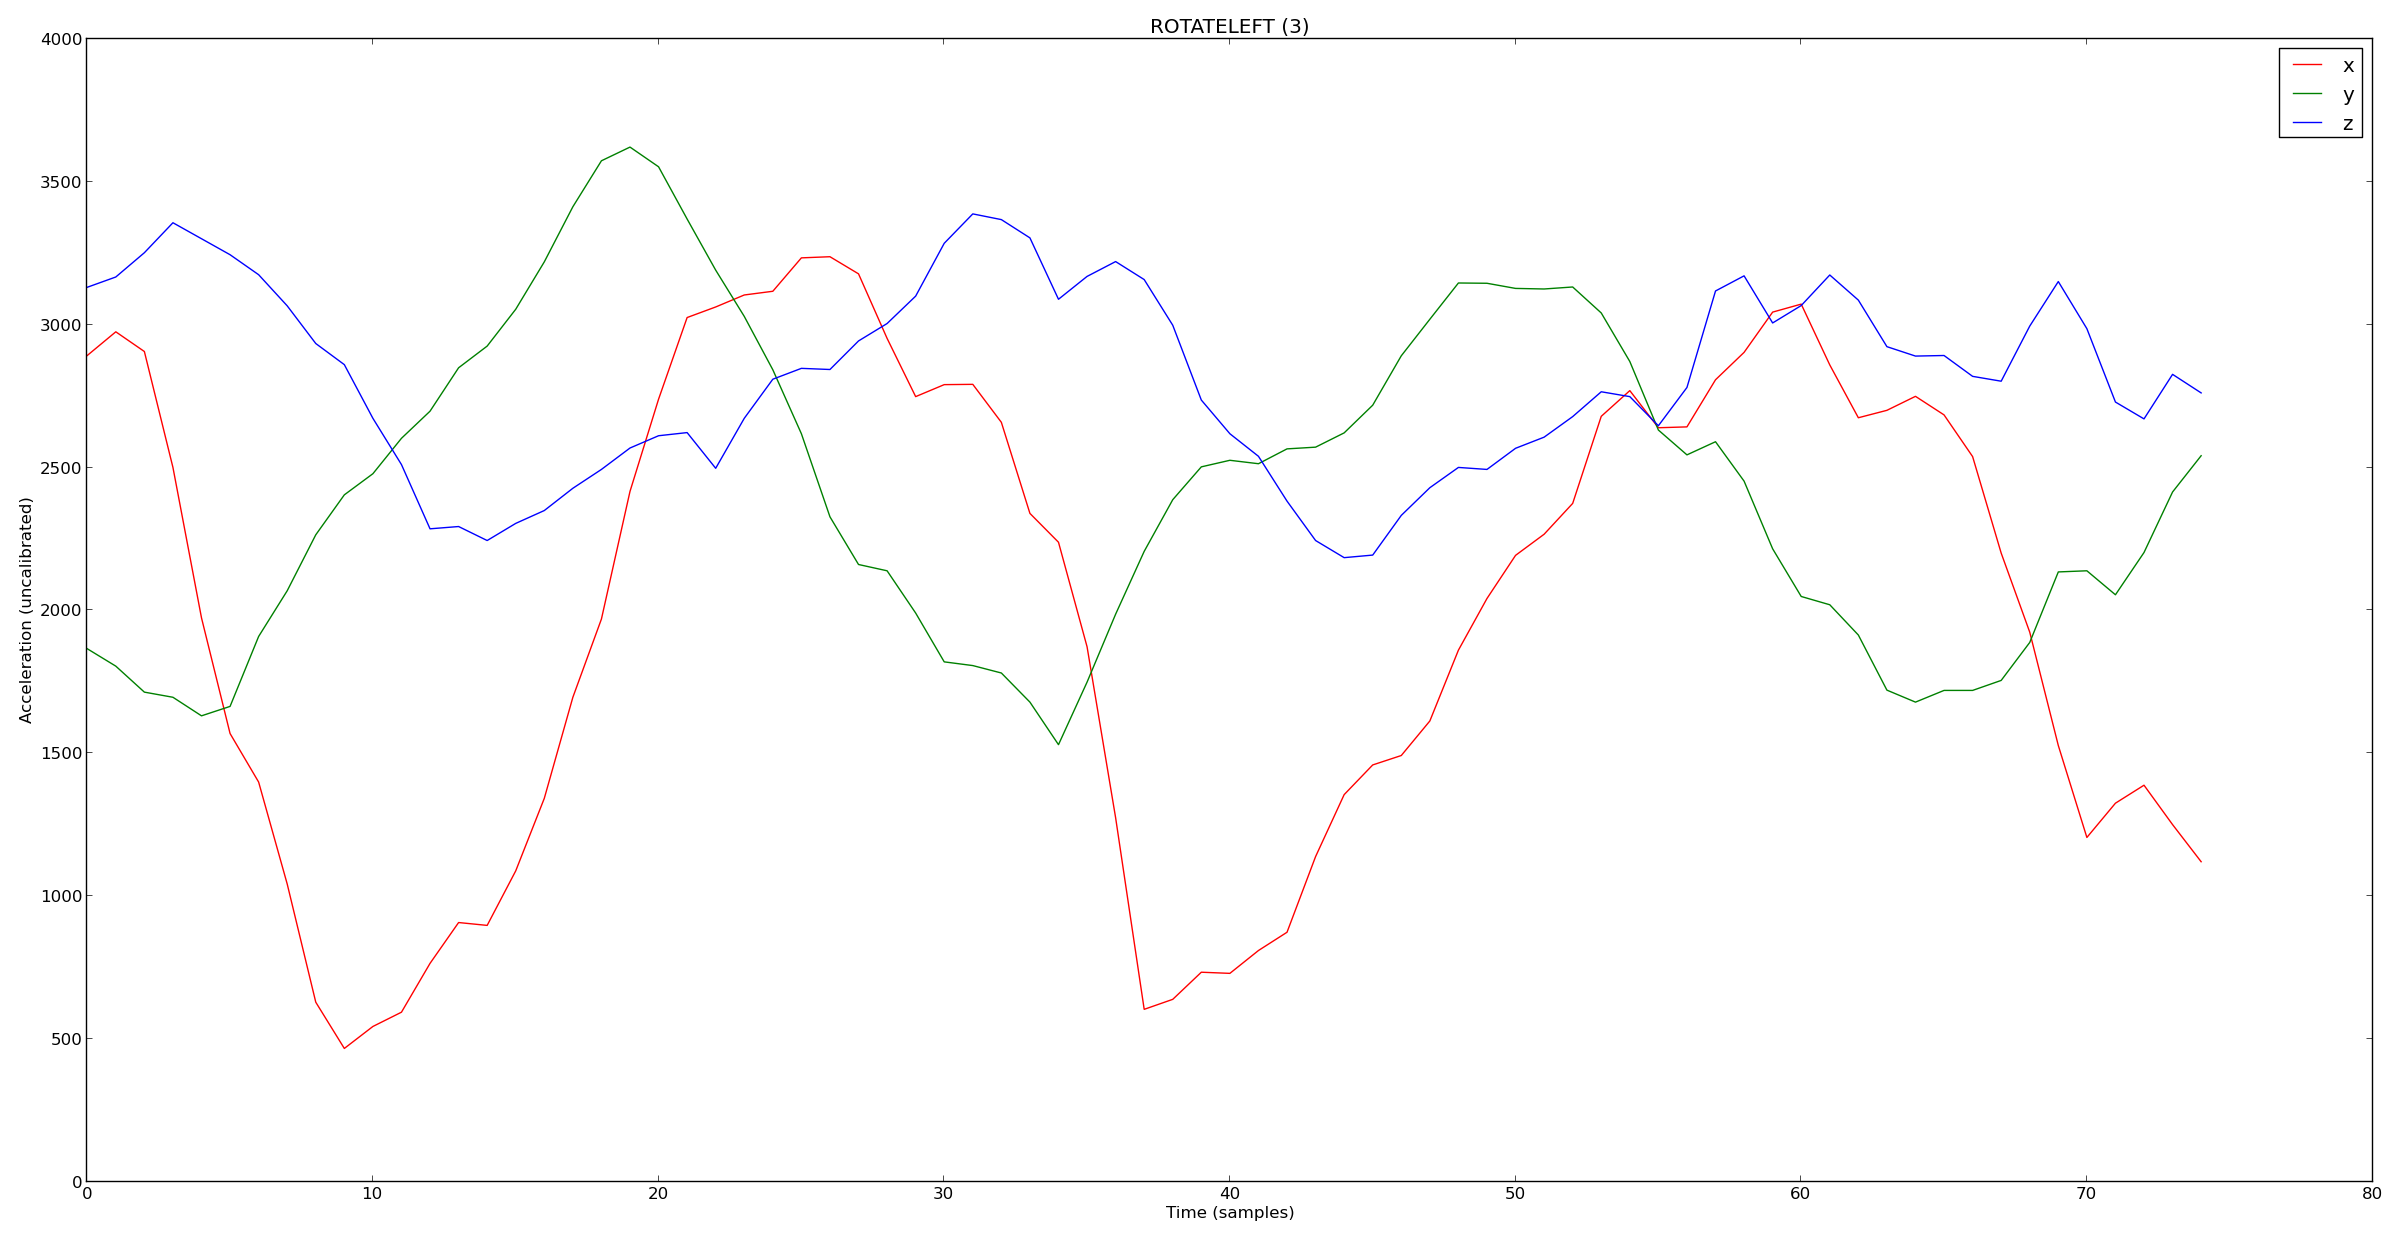 ROTATELEFT (3)
x
y
z
Acceleration (uncalibrated)
4000
3500
3000
2500
2000
1500
1000
500
0
0 10 20 30 40 50 60 70 80
Time (samples)